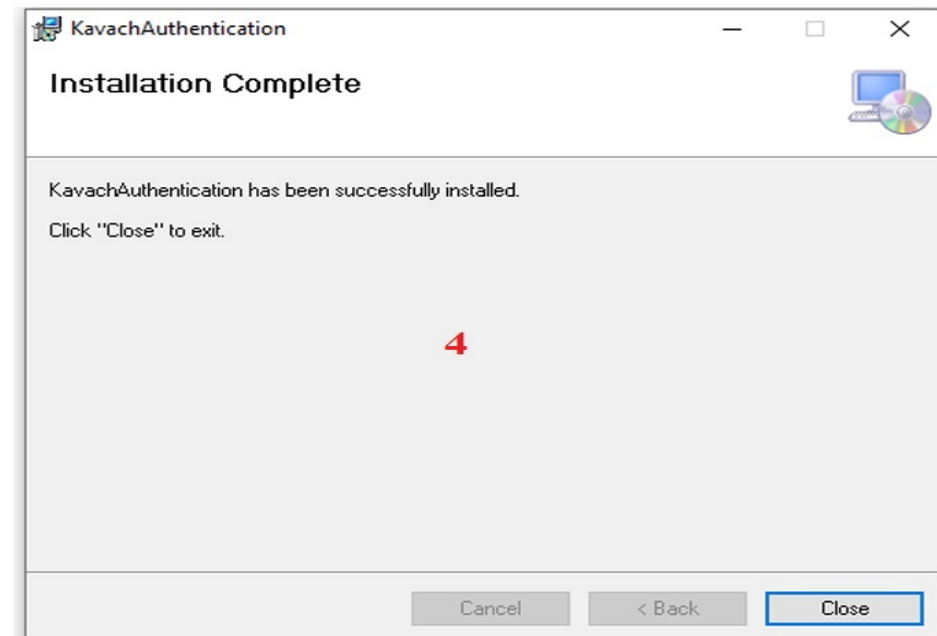 KavachAuthentication
Installation Complete
KavachAuthentication has been successfully installed.
Click "Close" to exit.
4
Cancel
< Back
Close